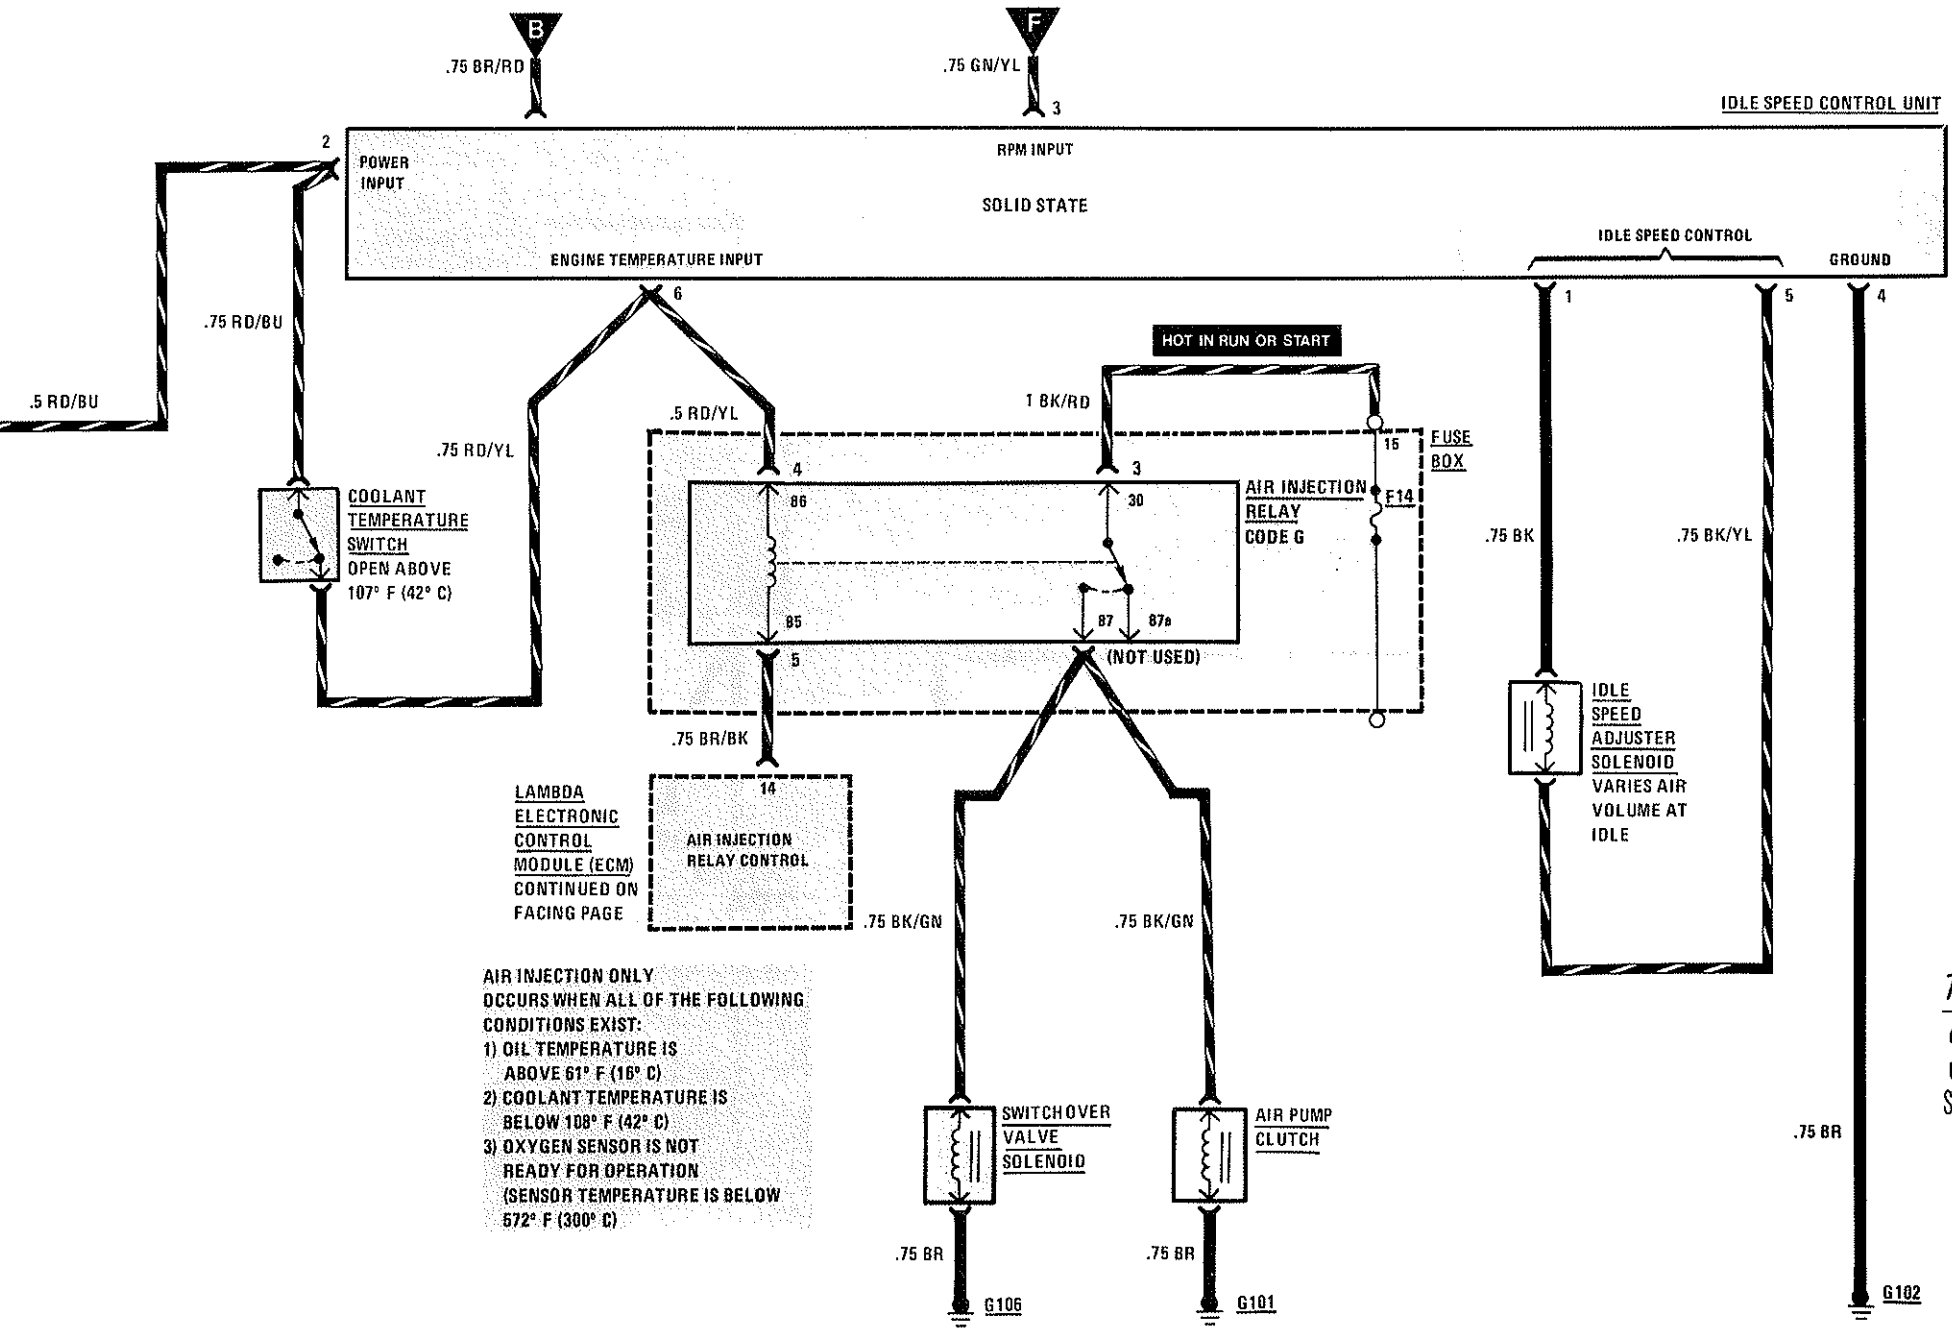 B
F
.75 BR/RD
.75 GN/YL
3
IDLE SPEED CONTROL UNIT
2
POWER
INPUT
RPM INPUT
SOLID STATE
IDLE SPEED CONTROL
ENGINE TEMPERATURE INPUT
GROUND
6
1
5
4
.75 RD/BU
HOT IN RUN OR START
.5 RD/BU
.5 RD/YL
1 BK/RD
.75 RD/YL
15
FUSE
BOX
4
3
86
30
AIR INJECTION
RELAY
CODE G
F14
COOLANT
TEMPERATURE
SWITCH
OPEN ABOVE
107° F (42° C)
.75 BK
.75 BK/YL
85
87
87a
5
(NOT USED)
.75 BR/BK
14
LAMBDA
ELECTRONIC
CONTROL
MODULE (ECM)
CONTINUED ON
FACING PAGE
AIR INJECTION
RELAY CONTROL
IDLE
SPEED
ADJUSTER
SOLENOID
VARIES AIR
VOLUME AT
IDLE
.75 BK/GN
.75 BK/GN
AIR INJECTION ONLY
OCCURS WHEN ALL OF THE FOLLOWING
CONDITIONS EXIST:
1) OIL TEMPERATURE IS
ABOVE 61° F (16° C)
2) COOLANT TEMPERATURE IS
BELOW 108° F (42° C)
3) OXYGEN SENSOR IS NOT
READY FOR OPERATION
(SENSOR TEMPERATURE IS BELOW
572° F (300° C)
SWITCHOVER
VALVE
SOLENOID
AIR PUMP
CLUTCH
.75 BR
.75 BR
.75 BR
G106
G101
G102